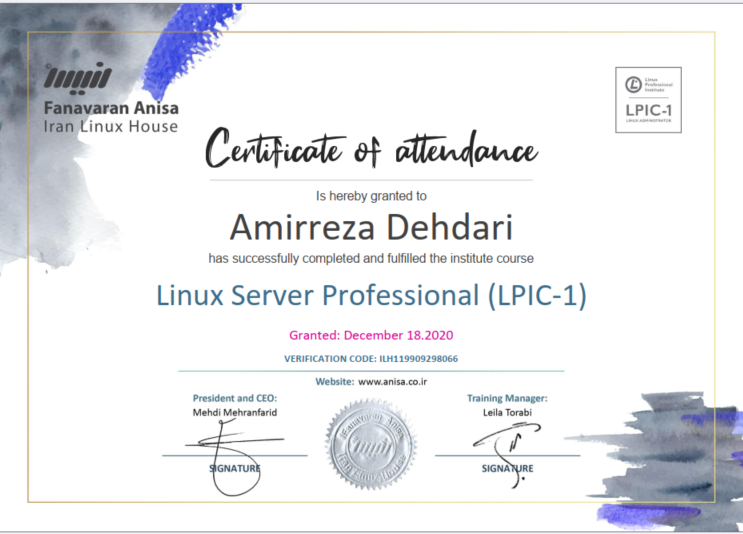 انیسا
Fanavaran Anisa
Iran Linux House
Linux
Professional
Institute
LPIC-1
LINUX ADMINISTRATOR
Certificate of attendance
Is hereby granted to
Amirreza Dehdari
has successfully completed and fulfilled the institute course
Linux Server Professional (LPIC-1)
Granted: December 18.2020
VERIFICATION CODE: ILH119909298066
Website: www.anisa.co.ir
President and CEO:
Mehdi Mehranfarid
SIGNATURE
Fanavaran Anisa
انیسا
Iran Linux House
Training Manager:
Leila Torabi
SIGNATURE